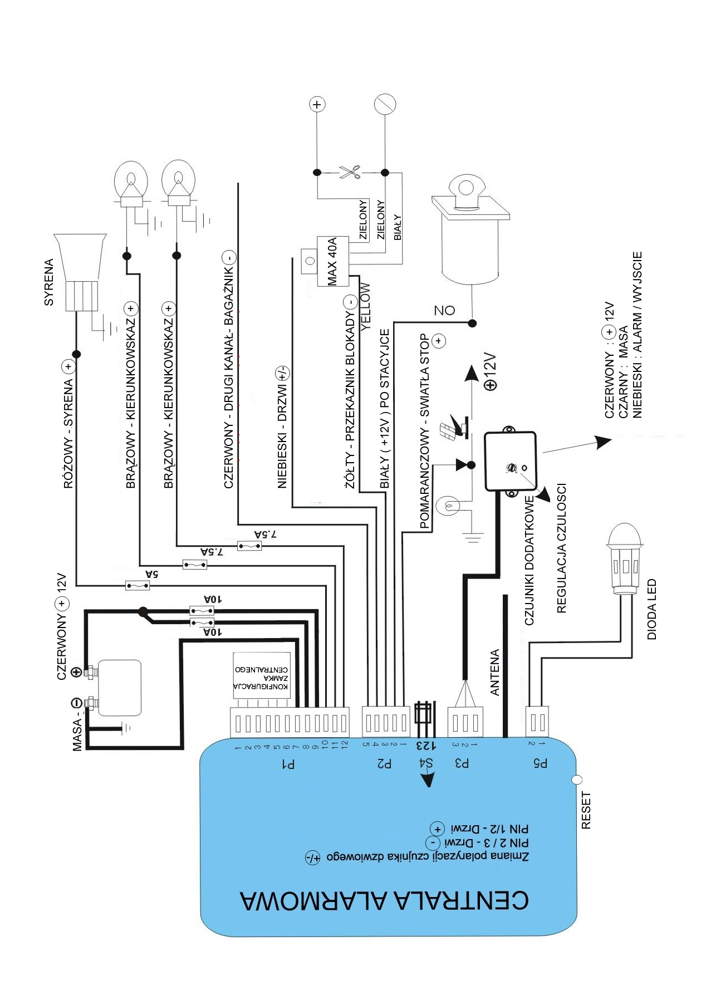 SYRENA
RÓŻOWY - SYRENA +
BRĄZOWY - KIERUNKOWSKAZ +
BRĄZOWY - KIERUNKOWSKAZ +
CZERWONY - DRUGI KANAŁ- BAGAŻNIK -
NIEBIESKI - DRZWI +/-
ŻÓŁTY - PRZEKAZNIK BLOKADY -
YELLOW
BIAŁY ( +12V ) PO STACYJCE
POMARANCZOWY - SWIATŁA STOP +
+
ZIELONY
ZIELONY
BIAŁY
MAX 40A
NO
+12V
CZERWONY : + 12V
CZARNY : MASA
NIEBIESKI : ALARM / WYJSCIE
CZUJNIKI DODATKOWE
REGULACJA CZULOSCI
DIODA LED
ANTENA
7.5A
7.5A
5A
10A
10A
CZERWONY + 12V
+
-
MASA -
KONFIGURACJA
ZAMKA
CENTRALNEGO
1 2 3 4 5 6 7 8 9 10 11 12
P1
5 4 3 2 1
P2
123
S4
3 2 1
P3
2 1
P5
RESET
PIN 1/2 - Drzwi +
PIN 2 / 3 - Drzwi -
Zmiana polaryzacji czujnika dzwiowego +/-
CENTRALA ALARMOWA